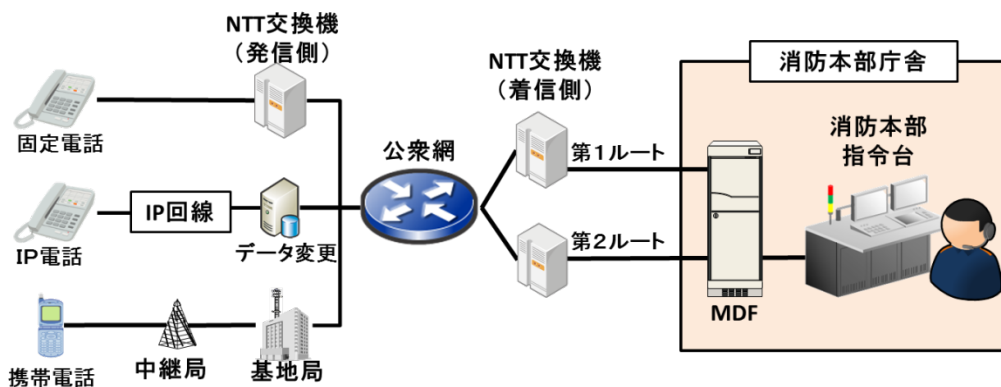 NTT交換機
（発信側）
固定電話
IP回線
IP電話
データ変更
携帯電話
中継局
基地局
公衆網
NTT交換機
（着信側）
第１ルート
第２ルート
消防本部庁舎
消防本部
指令台
MDF